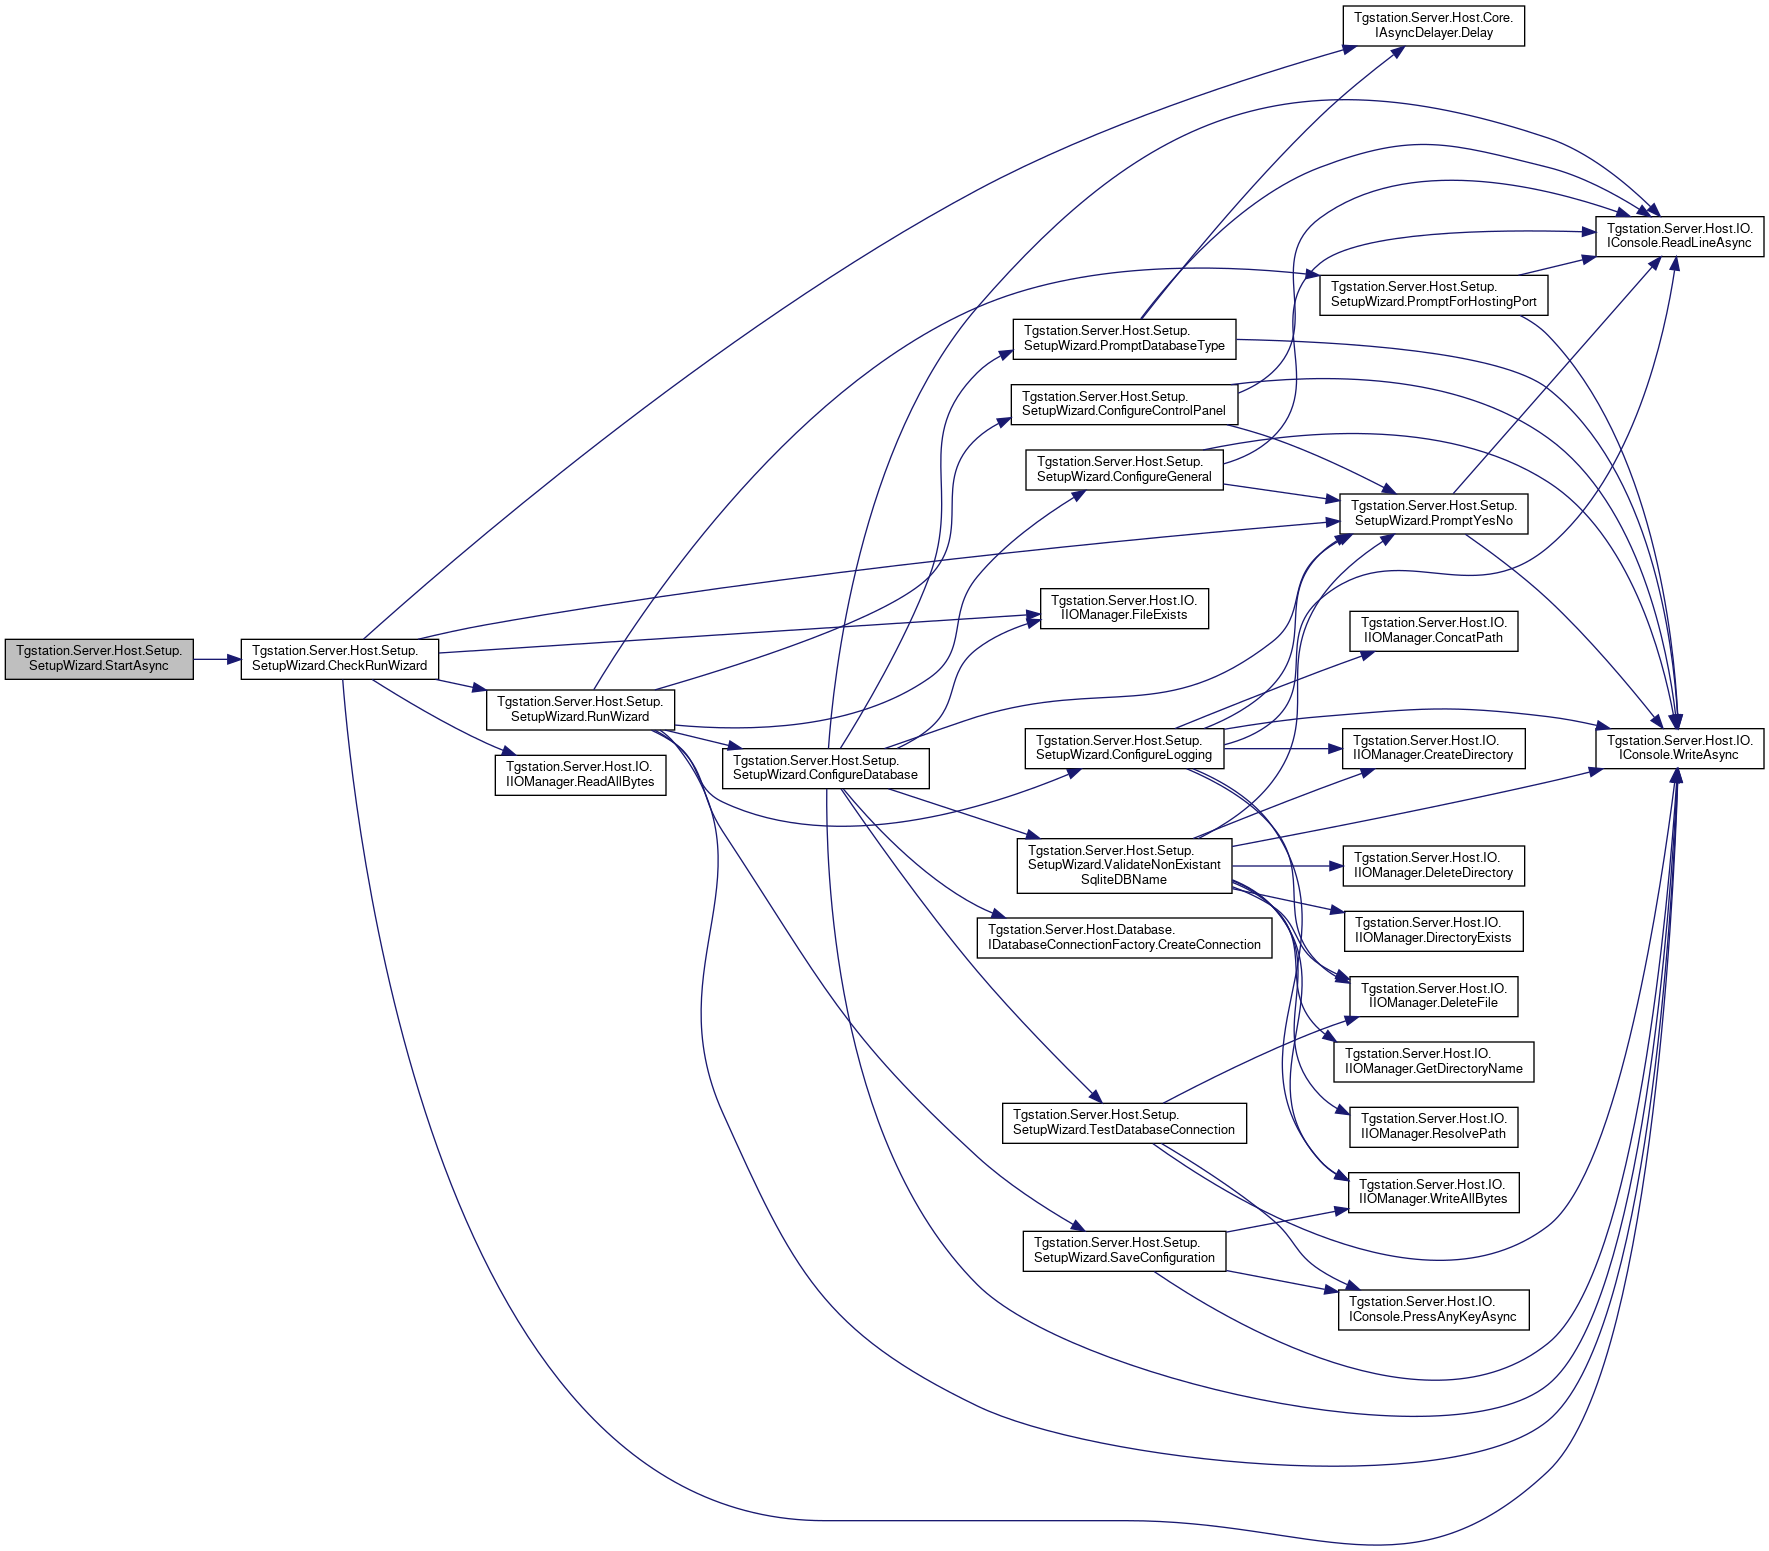 Tgstation.Server.Host.Core.
IAsyncDelayer.Delay
Tgstation.Server.Host.IO.
IConsole.ReadLineAsync
Tgstation.Server.Host.Setup.
SetupWizard.PromptForHostingPort
Tgstation.Server.Host.Setup.
SetupWizard.PromptDatabaseType
Tgstation.Server.Host.Setup.
SetupWizard.ConfigureControlPanel
Tgstation.Server.Host.Setup.
SetupWizard.ConfigureGeneral
Tgstation.Server.Host.Setup.
SetupWizard.PromptYesNo
Tgstation.Server.Host.IO.
IIOManager.FileExists
Tgstation.Server.Host.IO.
IIOManager.ConcatPath
Tgstation.Server.Host.Setup.
SetupWizard.StartAsync
Tgstation.Server.Host.Setup.
SetupWizard.CheckRunWizard
Tgstation.Server.Host.Setup.
SetupWizard.RunWizard
Tgstation.Server.Host.IO.
IIOManager.ReadAllBytes
Tgstation.Server.Host.Setup.
SetupWizard.ConfigureDatabase
Tgstation.Server.Host.Setup.
SetupWizard.ConfigureLogging
Tgstation.Server.Host.IO.
IIOManager.CreateDirectory
Tgstation.Server.Host.IO.
IConsole.WriteAsync
Tgstation.Server.Host.Setup.
SetupWizard.ValidateNonExistant
SqliteDBName
Tgstation.Server.Host.IO.
IIOManager.DeleteDirectory
Tgstation.Server.Host.Database.
IDatabaseConnectionFactory.CreateConnection
Tgstation.Server.Host.IO.
IIOManager.DirectoryExists
Tgstation.Server.Host.IO.
IIOManager.DeleteFile
Tgstation.Server.Host.IO.
IIOManager.GetDirectoryName
Tgstation.Server.Host.Setup.
SetupWizard.TestDatabaseConnection
Tgstation.Server.Host.IO.
IIOManager.ResolvePath
Tgstation.Server.Host.IO.
IIOManager.WriteAllBytes
Tgstation.Server.Host.Setup.
SetupWizard.SaveConfiguration
Tgstation.Server.Host.IO.
IConsole.PressAnyKeyAsync